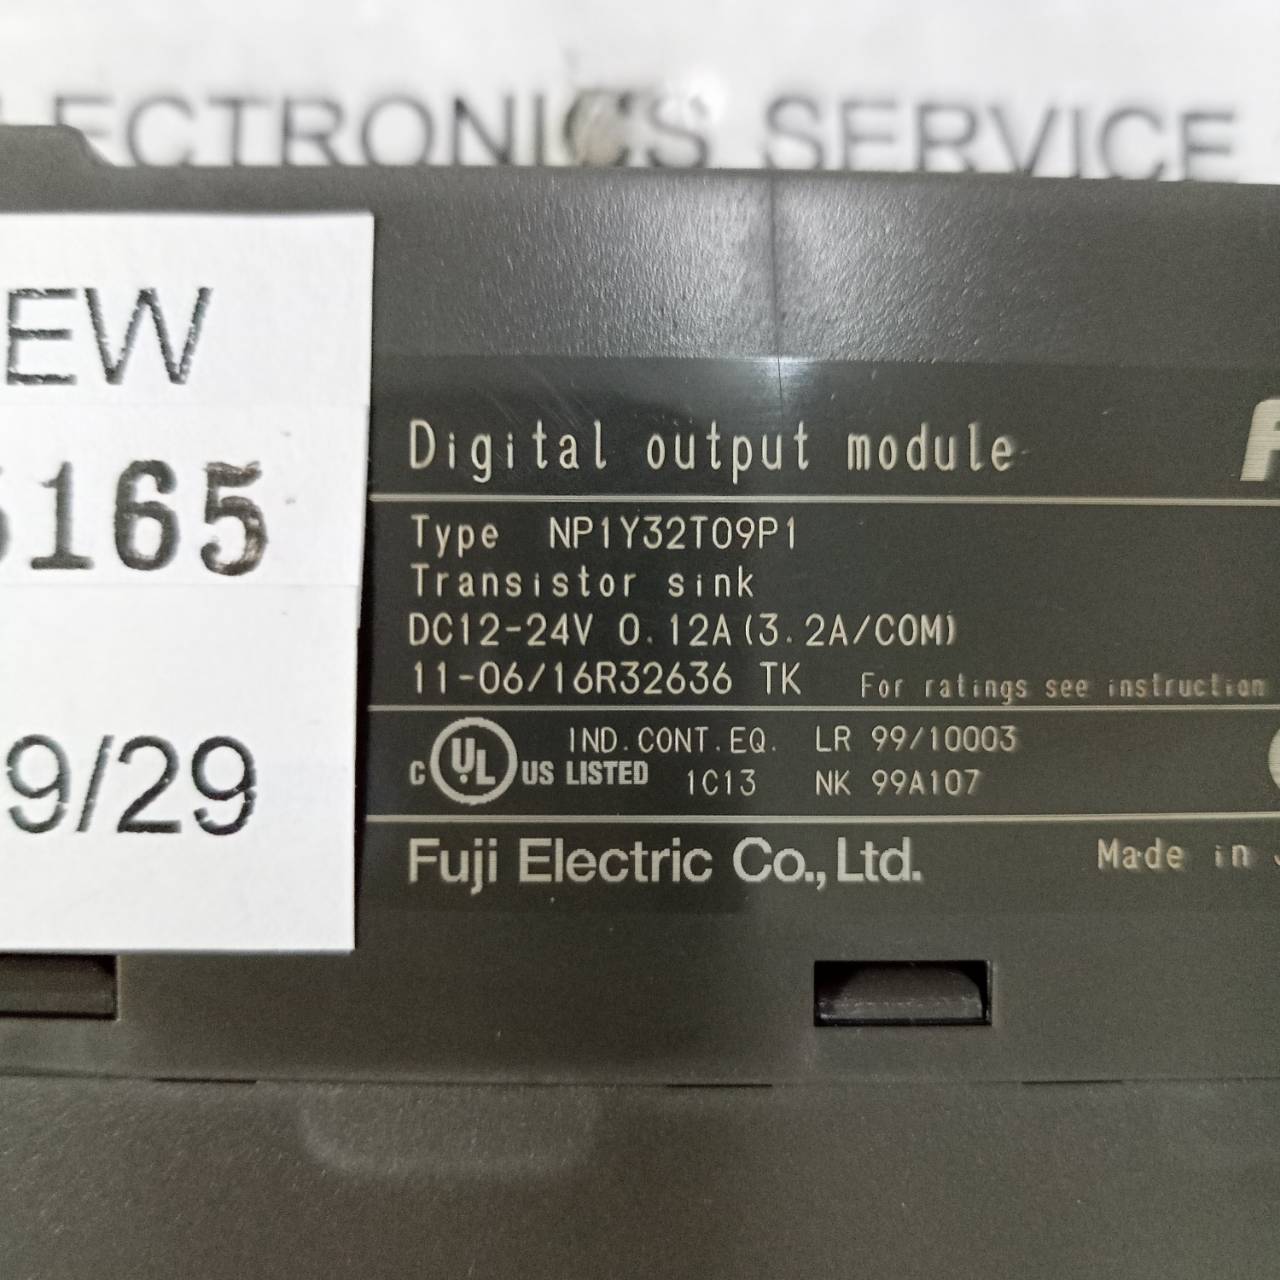 ELECTRONICS SERVICE
EW
5165
9/29
Digital output module
F
Type NP1Y32T09P1
Transistor sink
DC12-24V 0.12A(3.2A/COM)
11-06/16R32636 TK For ratings see instruction
C UL US LISTED IND.CONT.EQ. 1C13
LR 99/10003
NK 99A107
Fuji Electric Co.,Ltd.
Made in